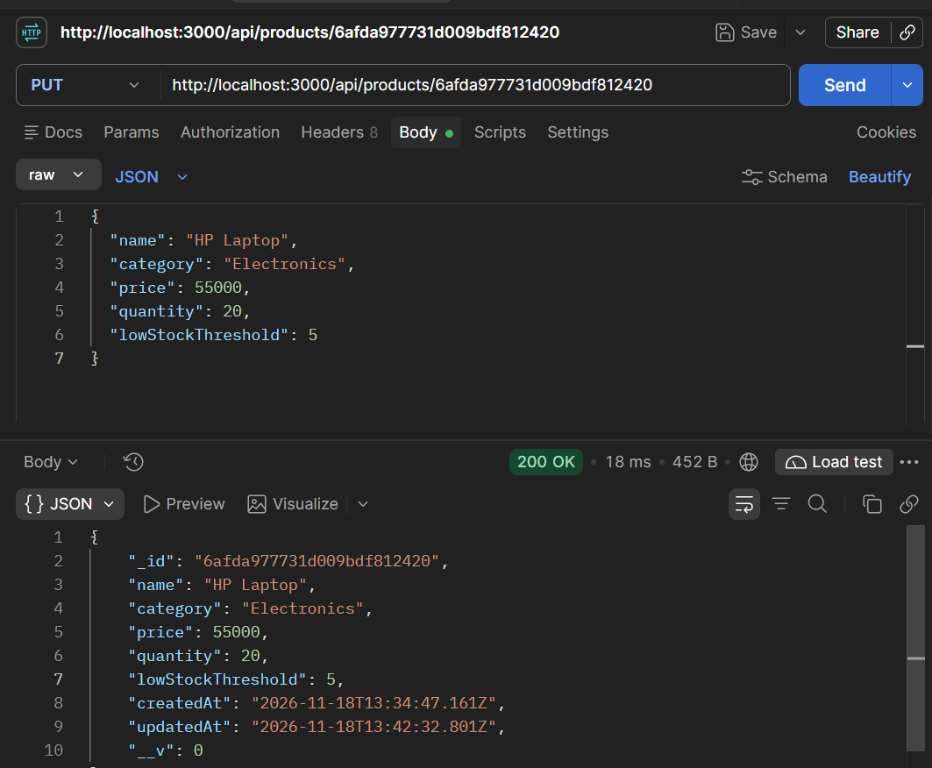 HTTP http://localhost:3000/api/products/6afda977731d009bdf812420 Save Share
PUT http://localhost:3000/api/products/6afda977731d009bdf812420 Send
Docs Params Authorization Headers 8 Body Scripts Settings Cookies
raw JSON Schema Beautify
1 {
2 "name": "HP Laptop",
3 "category": "Electronics",
4 "price": 55000,
5 "quantity": 20,
6 "lowStockThreshold": 5
7 }
Body 200 OK • 18 ms • 452 B • Load test
{} JSON Preview Visualize
1 {
2 "_id": "6afda977731d009bdf812420",
3 "name": "HP Laptop",
4 "category": "Electronics",
5 "price": 55000,
6 "quantity": 20,
7 "lowStockThreshold": 5,
8 "createdAt": "2026-11-18T13:34:47.161Z",
9 "updatedAt": "2026-11-18T13:42:32.801Z",
10 "__v": 0